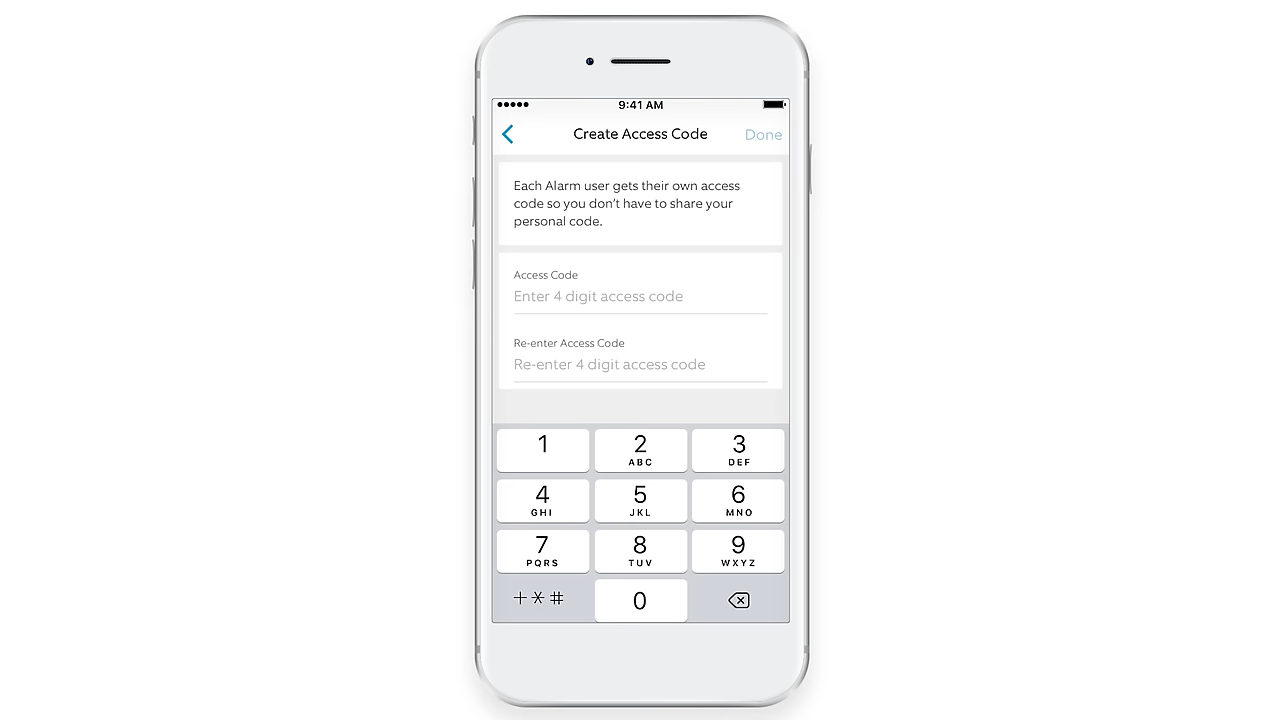 9:41 AM
Create Access Code
Done
Each Alarm user gets their own access
code so you don't have to share your
personal code.
Access Code
Enter 4 digit access code
Re-enter Access Code
Re-enter 4 digit access code
1 2 3
ABC DEF
4 5 6
GHI JKL MNO
7 8 9
PQRS TUV WXYZ
+*# 0